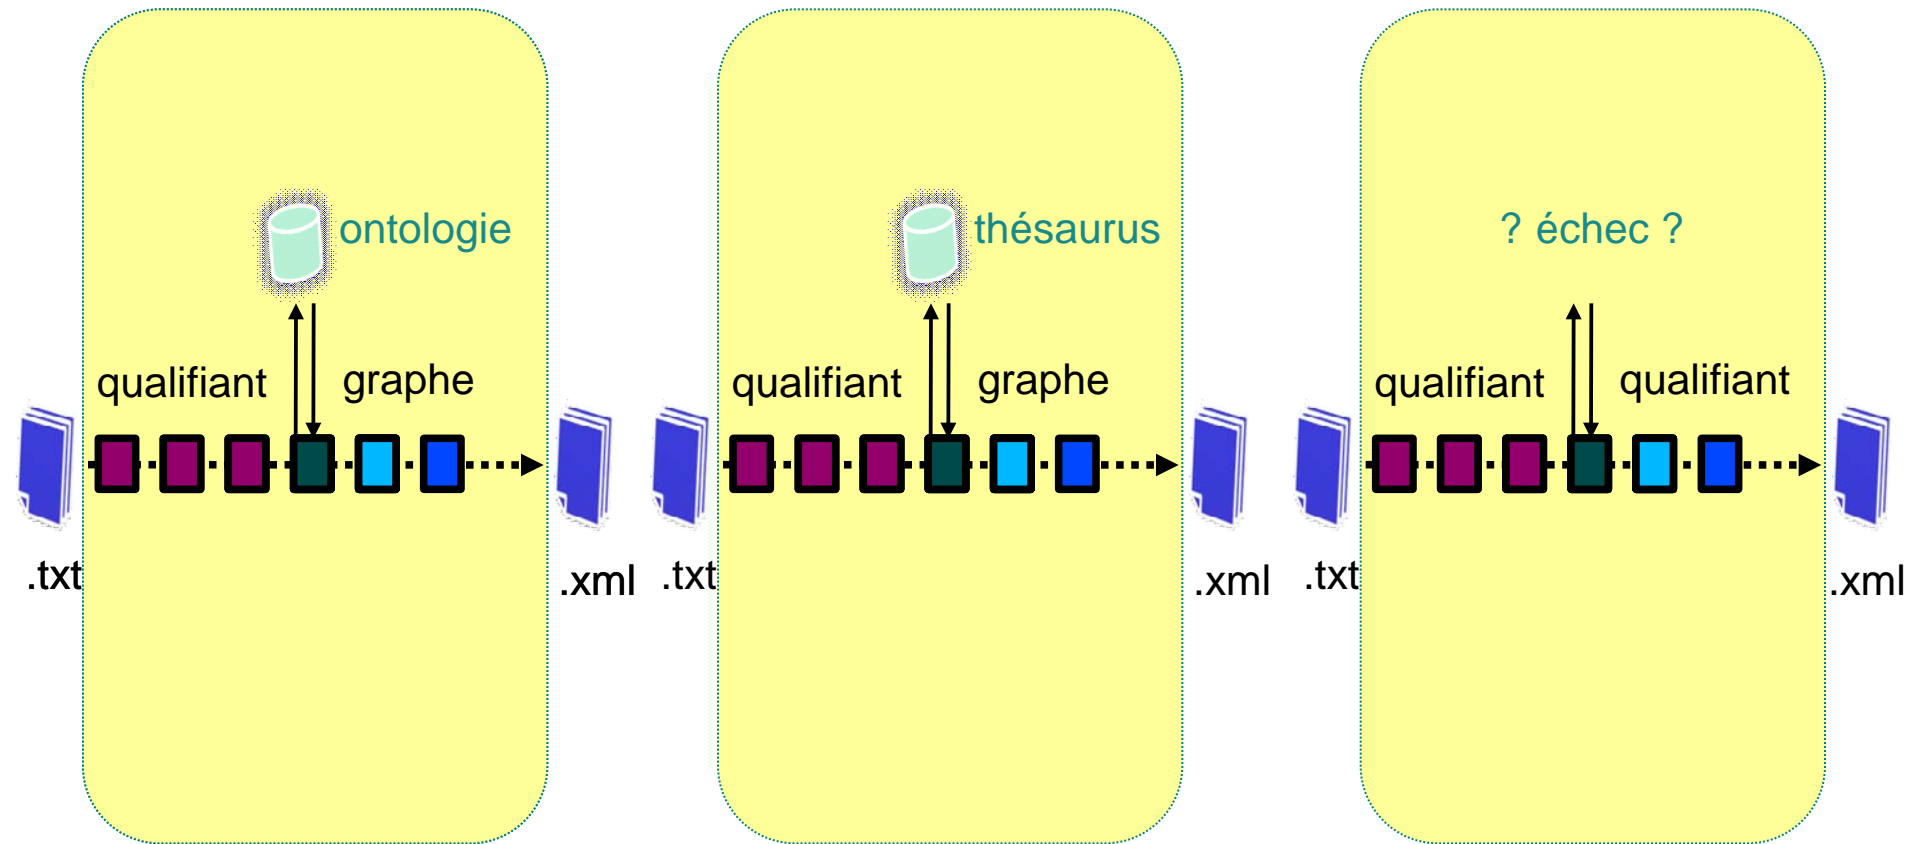 ontologie
qualifiant
graphe
.txt
.xml
thésaurus
qualifiant
graphe
.txt
.xml
? échec ?
qualifiant
qualifiant
.txt
.xml